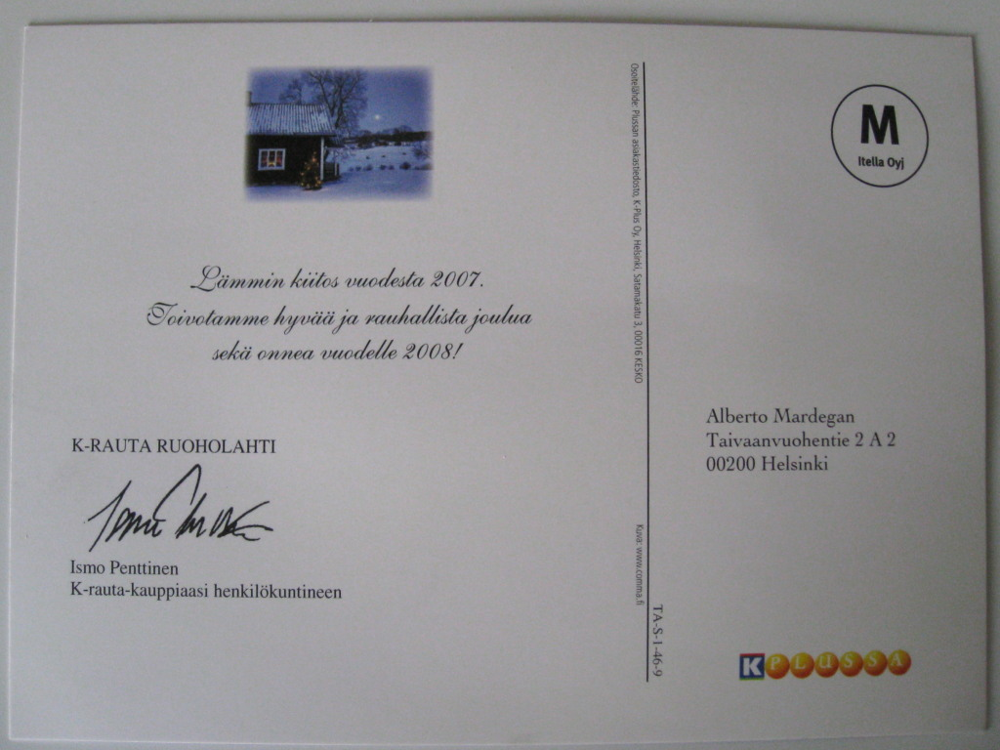 Lämmin kiitos vuodesta 2007.
Toivotamme hyvää ja rauhallista joulua
sekä onnea vuodelle 2008!
K-RAUTA RUOHOLAHTI
Ismo Penttinen
K-rauta-kauppiaasi henkilökuntineen
Osoitelähde: Plussan asiakastiedosto, K-Plus Oy, Helsinki, Satamakatu 3, 00016 KESKO
Kuva: www.comma.fi
TA-S-1-46-9
M
Itella Oyj
Alberto Mardegan
Taivaanvuohentie 2 A 2
00200 Helsinki
K PLUSSA